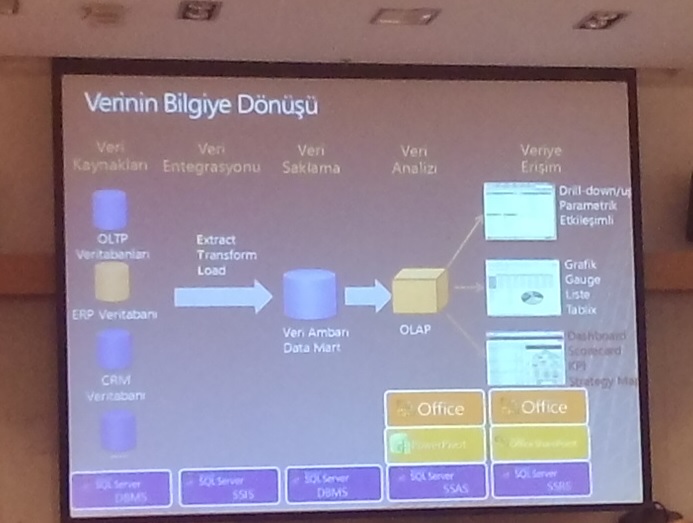 Verinin Bilgiye Dönüşü
Veri
Kaynakları
Veri
Entegrasyonu
Veri
Saklama
Veri
Analizi
Veriye
Erişim
OLTP
Veritabanları
ERP Veritabanı
CRM
Veritabanı
Extract
Transform
Load
Veri Ambarı
Data Mart
OLAP
Drill-down/up
Parametrik
Etkileşimli
Grafik
Gauge
Liste
Tablix
Dashboard
Scorecard
KPI
Strategy Map
Office
Office
PowerPivot
Office SharePoint
SQL Server
DBMS
SQL Server
SSIS
SQL Server
DBMS
SQL Server
SSAS
SQL Server
SSRS